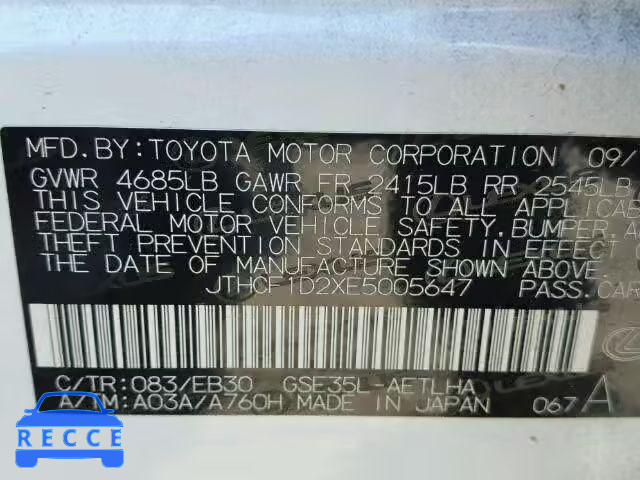 MFD.BY:TOYOTA MOTOR CORPORATION 09/
GVWR 4685LB GAWR FR 2415LB RR 2545LB
THIS VEHICLE CONFORMS TO ALL APPLICABLE
FEDERAL MOTOR VEHICLE SAFETY, BUMPER, A
THEFT PREVENTION STANDARDS IN EFFECT O
THE DATE OF MANUFACTURE SHOWN ABOVE.
JTHCF1D2XE5005647 PASS.CAR
C/TR:083/EB30 GSE35L-AETLHA
A/TM:A03A/A760H MADE IN JAPAN 067 A
VINCARCHECK